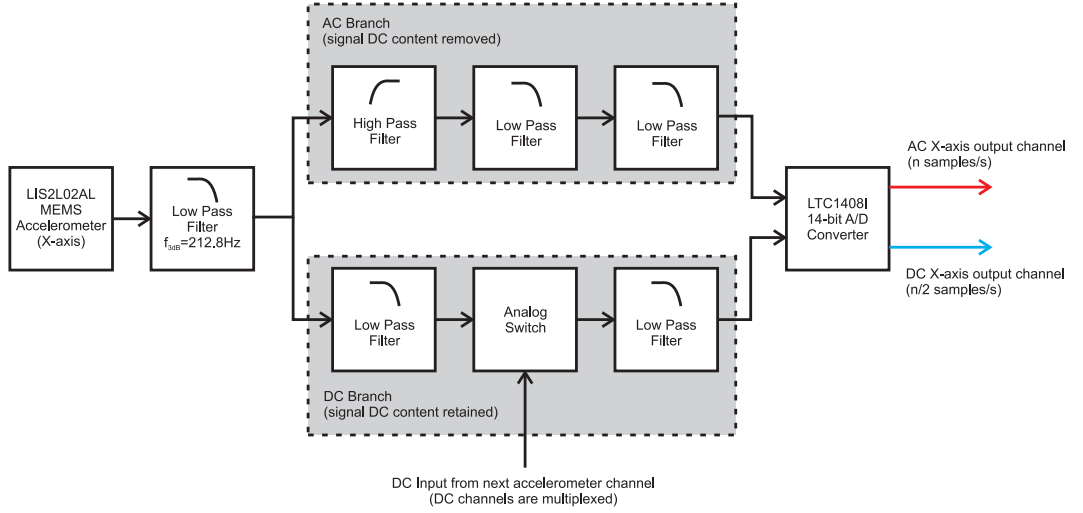 AC Branch
(signal DC content removed)
High Pass
Filter
Low Pass
Filter
Low Pass
Filter
LIS2L02AL
MEMS
Accelerometer
(X-axis)
Low Pass
Filter
f3dB=212.8Hz
LTC1408I
14-bit A/D
Converter
AC X-axis output channel
(n samples/s)
DC X-axis output channel
(n/2 samples/s)
Low Pass
Filter
Analog
Switch
Low Pass
Filter
DC Branch
(signal DC content retained)
DC Input from next accelerometer channel
(DC channels are multiplexed)